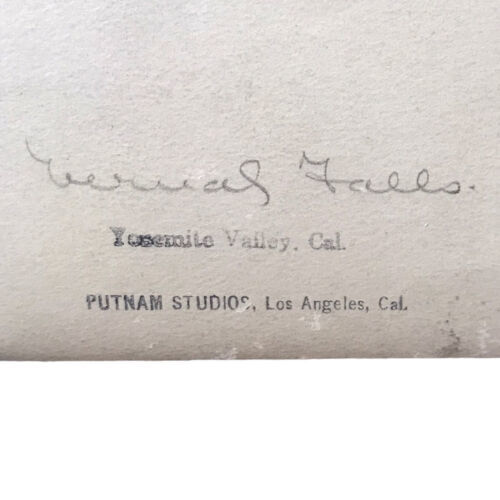 Vernal Falls.
Yosemite Valley, Cal.
PUTNAM STUDIOS, Los Angeles, Cal.